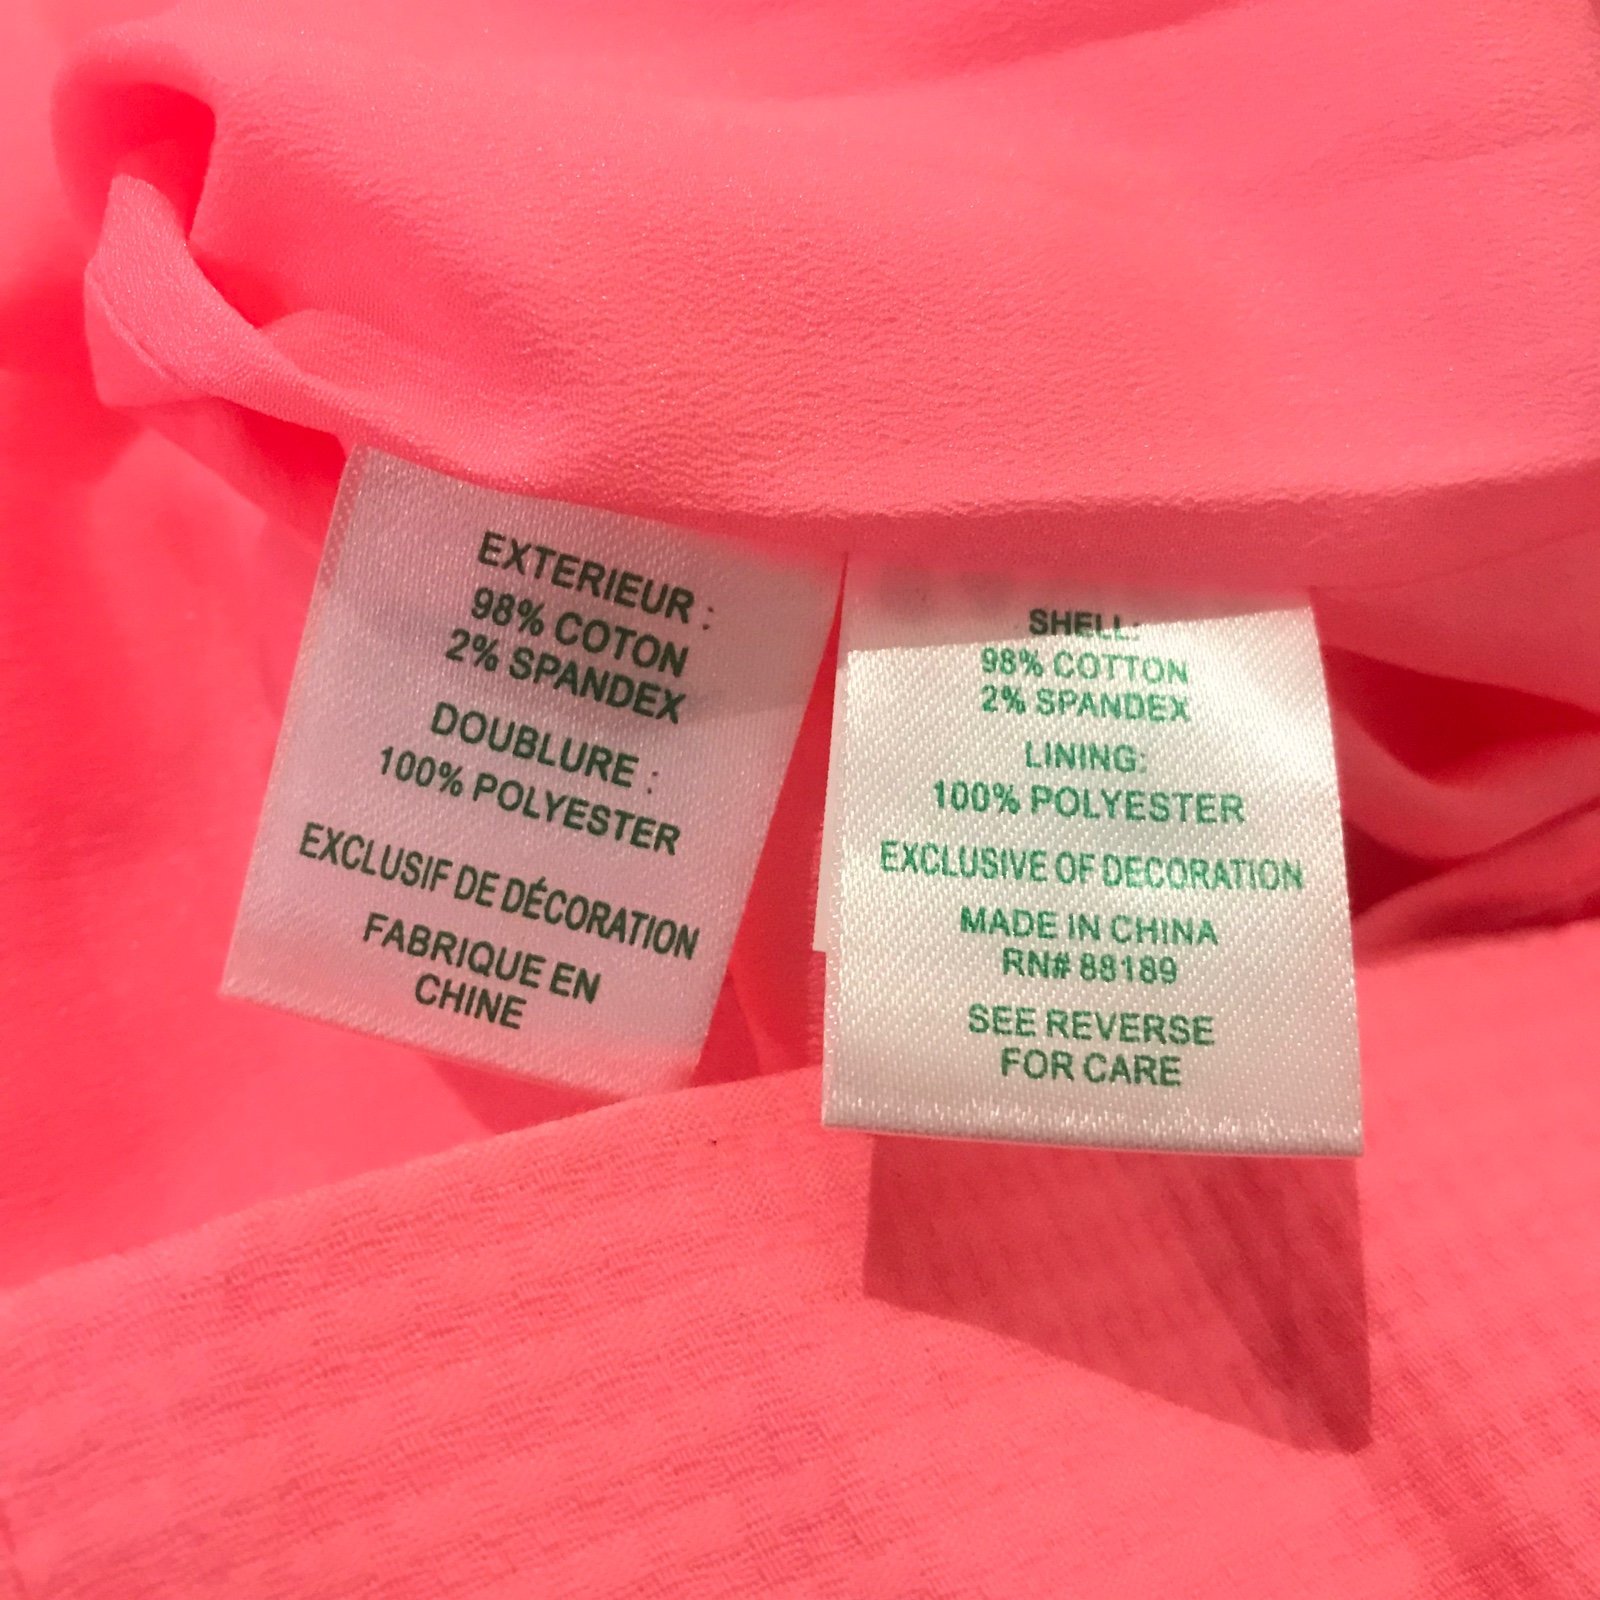 EXTERIEUR :
98% COTON
2% SPANDEX
DOUBLURE :
100% POLYESTER
EXCLUSIF DE DÉCORATION
FABRIQUE EN
CHINE
SHELL:
98% COTTON
2% SPANDEX
LINING:
100% POLYESTER
EXCLUSIVE OF DECORATION
MADE IN CHINA
RN# 88189
SEE REVERSE
FOR CARE